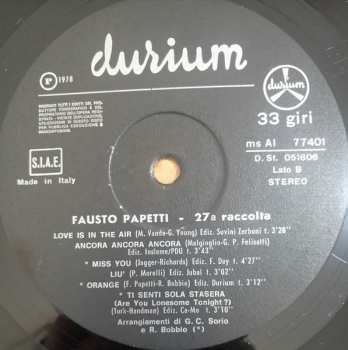 durium
℗ 1978
durium
33 giri
ms AI 77401
D. St. 051606
Lato B
STEREO
S.I.A.E.
Made in Italy
FAUSTO PAPETTI - 27a raccolta
LOVE IS IN THE AIR (M. Vanda-G. Young) Ediz. Suvini Zerboni t. 3'28"
ANCORA ANCORA ANCORA (Malgioglio-G. P. Felisatti)
Ediz. Insieme/PDU t. 3'43"
* MISS YOU (Jagger-Richards) Ediz. F. Day t. 4'27"
LIU' (P. Morelli) Ediz. Jubal t. 3'02"
* ORANGE (F. Papetti-R. Bobbio) Ediz. Durium t. 3'12"
* TI SENTI SOLA STASERA
(Are You Lonesome Tonight?)
(Turk-Handman) Ediz. Ca-Mo t. 3'10"
Arrangiamenti di G. C. Sorio
e R. Bobbio (*)